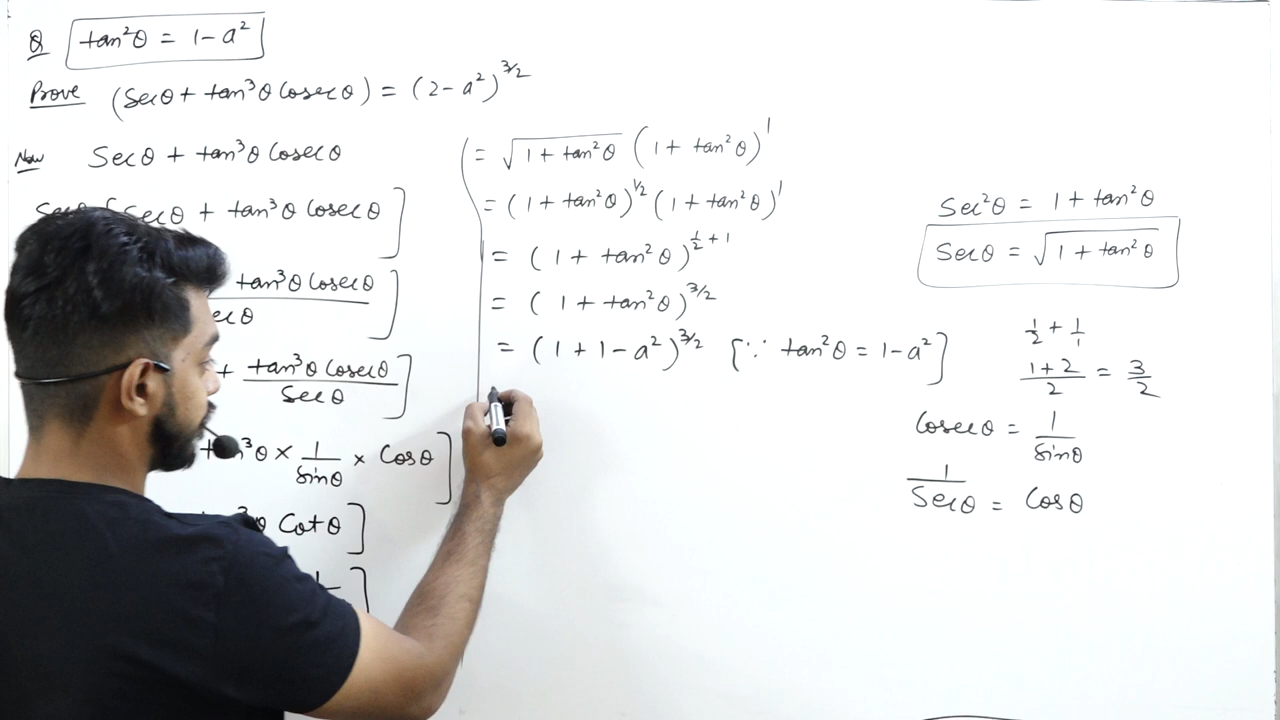 Q tan²θ = 1 - a²
Prove (Secθ + tan³θ Cosecθ) = (2 - a²)^3/2
Now Secθ + tan³θ Cosecθ
Secθ + tan³θ Cosecθ ]
tan³θ Cosecθ ]
+ tan³θ Cosecθ / Secθ ]
³θ × 1/Sinθ × Cosθ ]
θ Cotθ ]
= √(1 + tan²θ) (1 + tan²θ)^1
= (1 + tan²θ)^1/2 (1 + tan²θ)^1
= (1 + tan²θ)^1/2 + 1
= (1 + tan²θ)^3/2
= (1 + 1 - a²)^3/2 [∵ tan²θ = 1 - a²]
Sec²θ = 1 + tan²θ
Secθ = √(1 + tan²θ)
1/2 + 1/1
1+2/2 = 3/2
Cosecθ = 1/Sinθ
1/Secθ = Cosθ